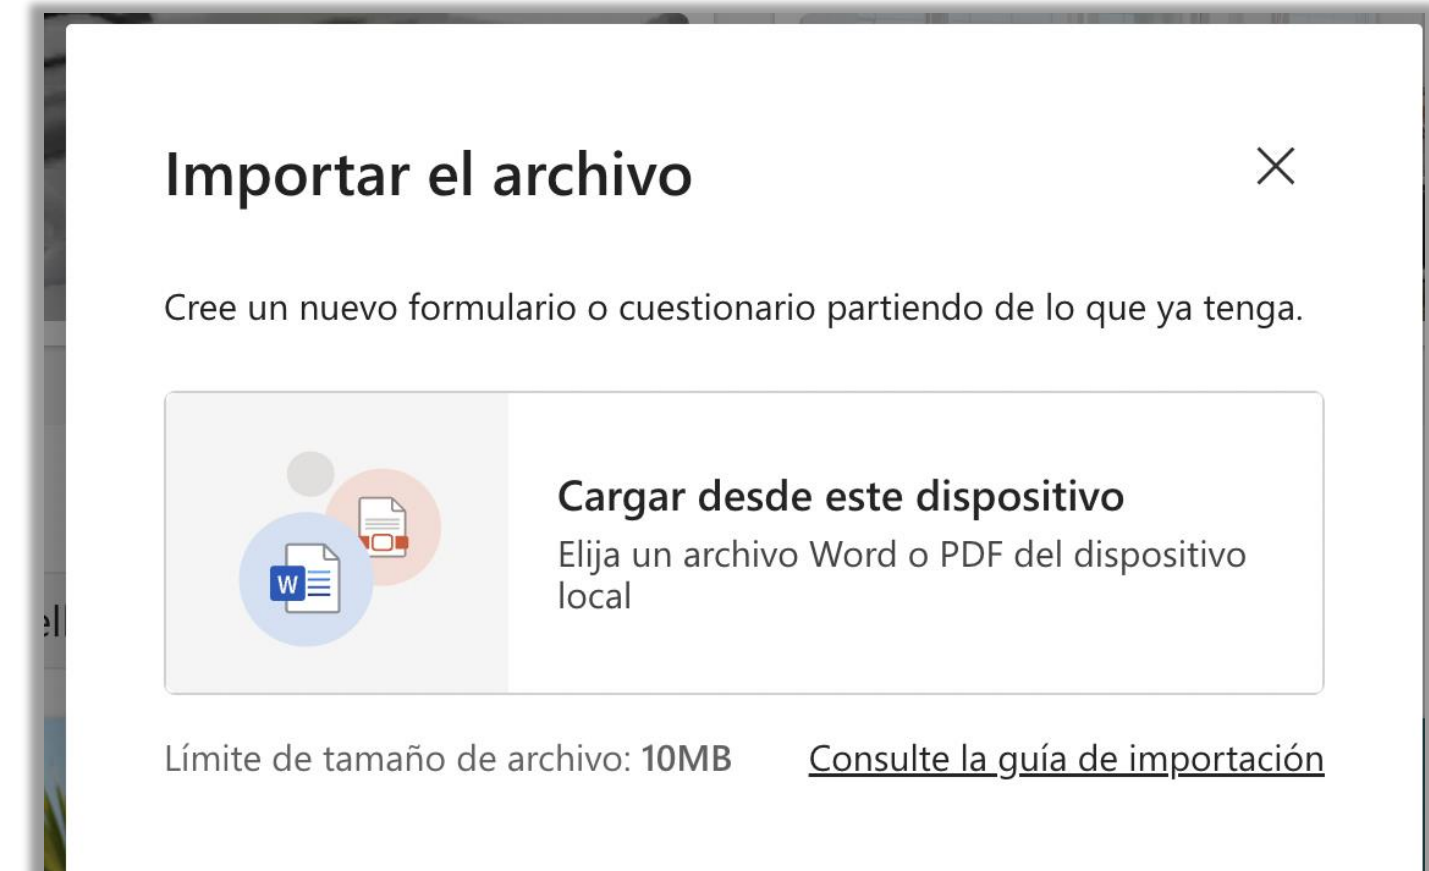 Importar el archivo
Cree un nuevo formulario o cuestionario partiendo de lo que ya tenga.
Cargar desde este dispositivo
Elija un archivo Word o PDF del dispositivo
local
W
Límite de tamaño de archivo: 10MB
Consulte la guía de importación